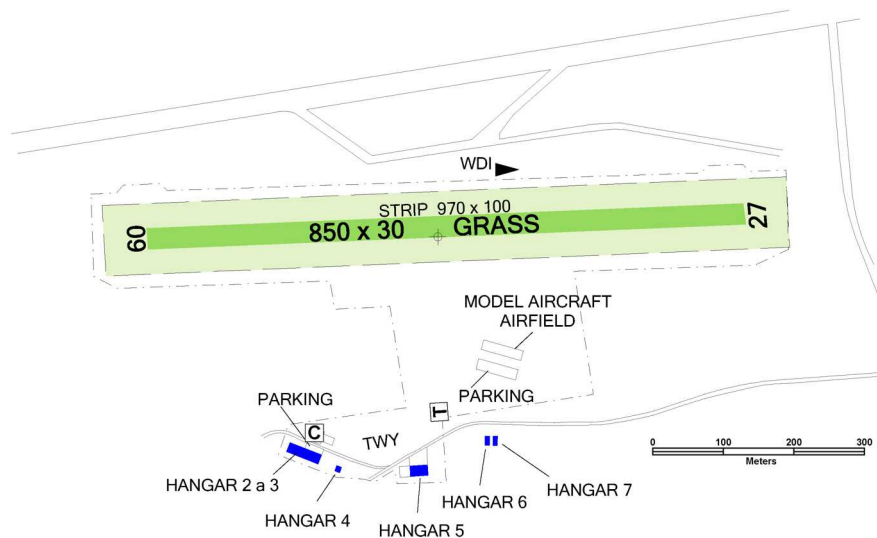 WDI
STRIP 970 x 100
850 x 30 GRASS
09
27
MODEL AIRCRAFT
AIRFIELD
PARKING
PARKING
C
T
TWY
HANGAR 2 a 3
HANGAR 4
HANGAR 5
HANGAR 6
HANGAR 7
0 100 200 300
Meters